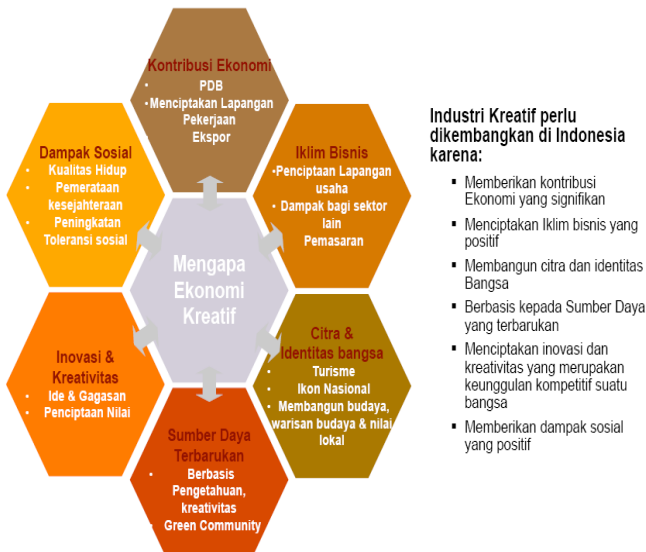 Kontribusi Ekonomi
• PDB
• Menciptakan Lapangan
Pekerjaan
• Ekspor
Dampak Sosial
• Kualitas Hidup
• Pemerataan
kesejahteraan
• Peningkatan
Toleransi sosial
Iklim Bisnis
•Penciptaan Lapangan
usaha
• Dampak bagi sektor
lain
Pemasaran
Mengapa
Ekonomi
Kreatif
Inovasi &
Kreativitas
• Ide & Gagasan
• Penciptaan Nilai
Citra &
Identitas bangsa
• Turisme
• Ikon Nasional
• Membangun budaya,
warisan budaya & nilai
lokal
Sumber Daya
Terbarukan
• Berbasis
Pengetahuan,
kreativitas
• Green Community
Industri Kreatif perlu
dikembangkan di Indonesia
karena:
▪ Memberikan kontribusi
Ekonomi yang signifikan
▪ Menciptakan Iklim bisnis yang
positif
▪ Membangun citra dan identitas
Bangsa
▪ Berbasis kepada Sumber Daya
yang terbarukan
▪ Menciptakan inovasi dan
kreativitas yang merupakan
keunggulan kompetitif suatu
bangsa
▪ Memberikan dampak sosial
yang positif